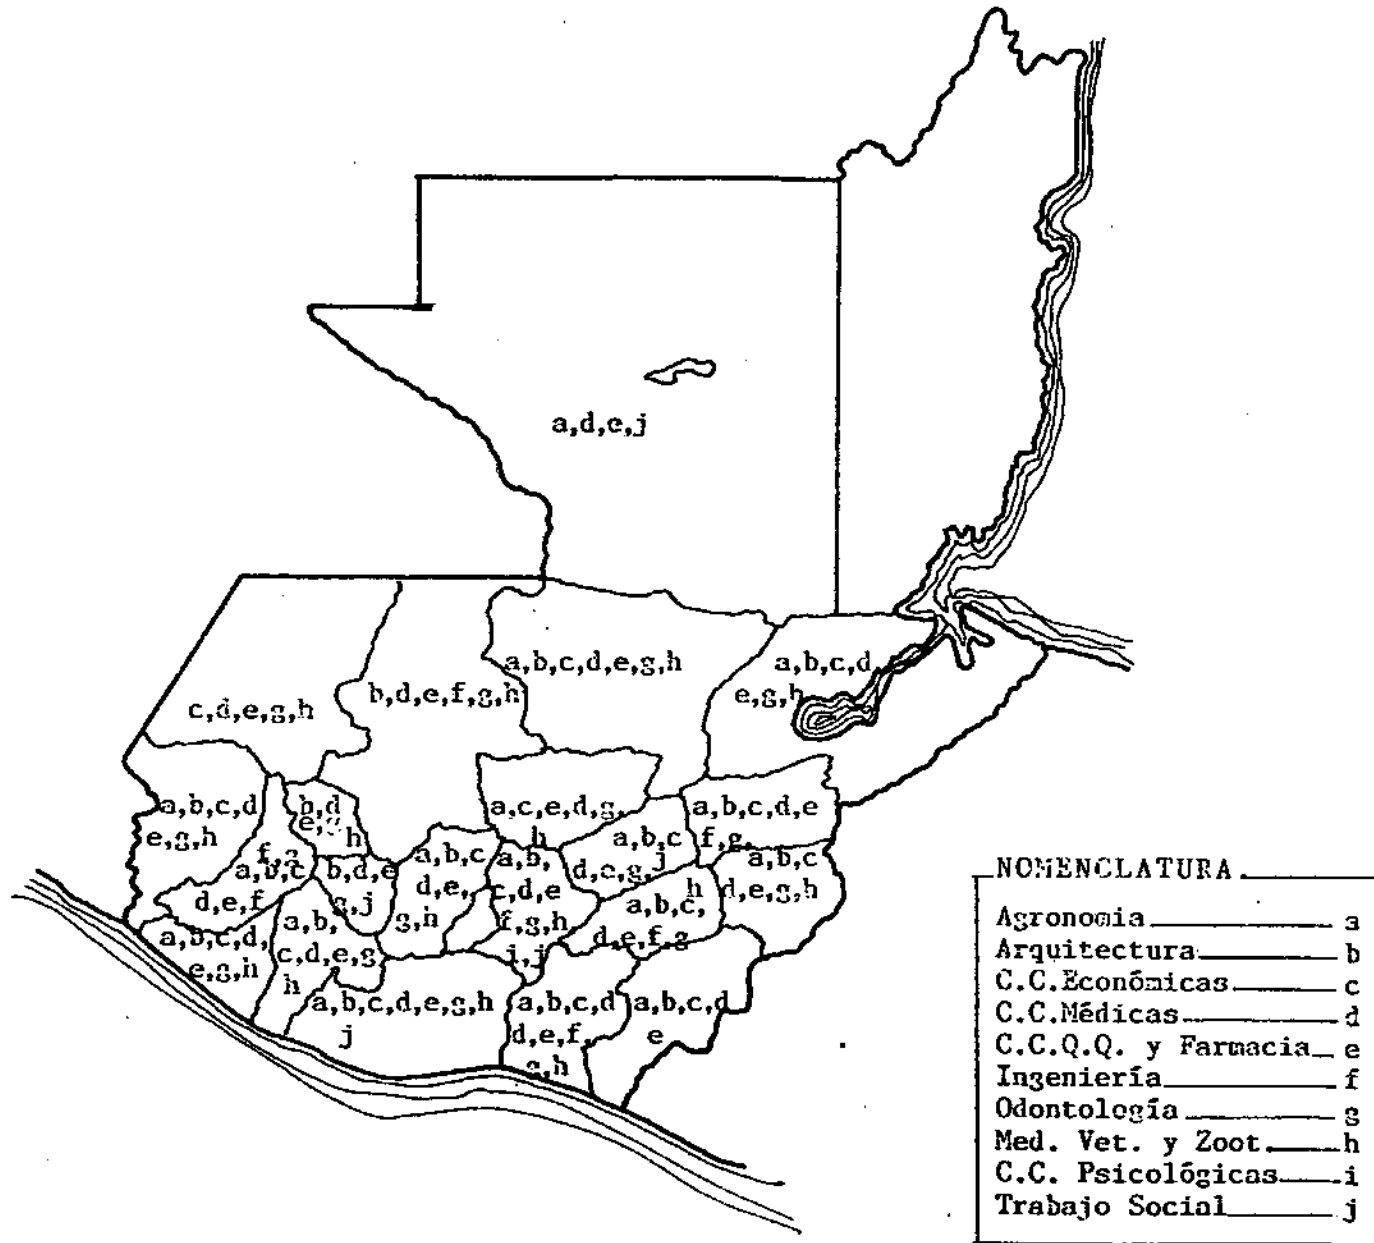 a,d,e,j
a,b,c,d,e,g,h
a,b,c,d,
e,g,h
b,d,e,f,g,h
c,d,e,g,h
a,b,c,d
e,g,h
b,d
e,g,
h
a,c,e,d,g,
h
a,b,c,d,e
f,g,
a,b,c
j
d,e,g,
a,b,c
d,e,g,h
f,g
a,b,c
d,e,f
b,d,e
g,j
a,b,c
d,e,
g,h
a,b,
c,d,e
f,g,h
i,j
h
a,b,c,
d,e,f,g
a,b,c,d,
e,g,h
a,b,
c,d,e,g
h
a,b,c,d,e,g,h
j
a,b,c,d
d,e,f,
g,h
a,b,c,d
e
NOMENCLATURA
Agronomia a
Arquitectura b
C.C.Económicas c
C.C.Médicas d
C.C.Q.Q. y Farmacia e
Ingeniería f
Odontología g
Med. Vet. y Zoot. h
C.C. Psicológicas i
Trabajo Social j